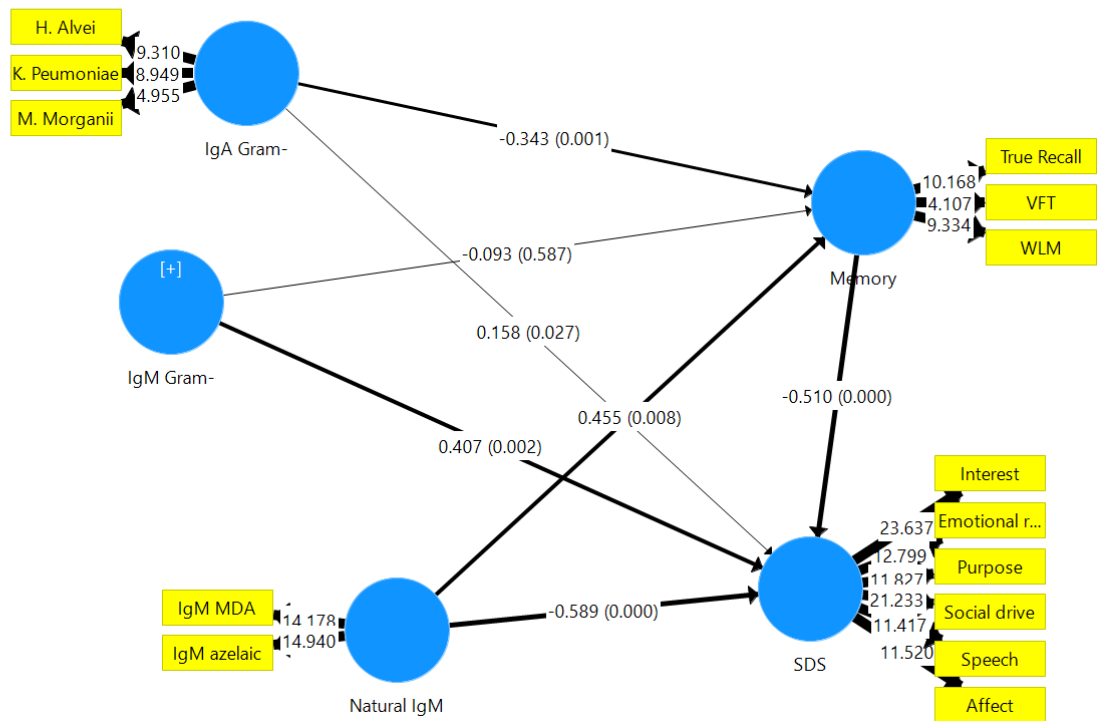 H. Alvei
K. Peumoniae
M. Morganii
9.310
8.949
4.955
IgA Gram-
-0.343 (0.001)
True Recall
VFT
WLM
10.168
4.107
9.334
Memory
-0.093 (0.587)
[+]
IgM Gram-
0.158 (0.027)
-0.510 (0.000)
0.455 (0.008)
0.407 (0.002)
Interest
Emotional r...
Purpose
Social drive
Speech
Affect
23.637
12.799
11.827
21.233
11.417
11.520
SDS
IgM MDA
IgM azelaic
14.178
14.940
-0.589 (0.000)
Natural IgM